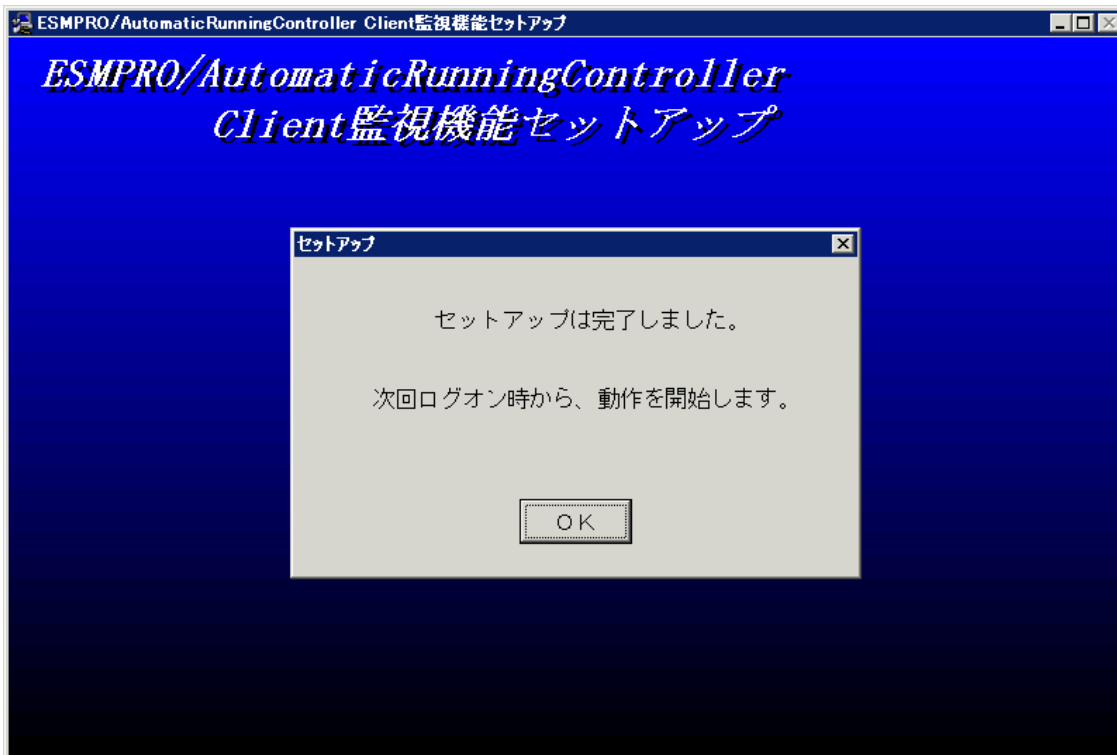 ESMPRO/AutomaticRunningController Client監視機能セットアップ
ESMPRO/AutomaticRunningController
Client監視機能セットアップ
セットアップ
セットアップは完了しました。
次回ログオン時から、動作を開始します。
ＯＫ